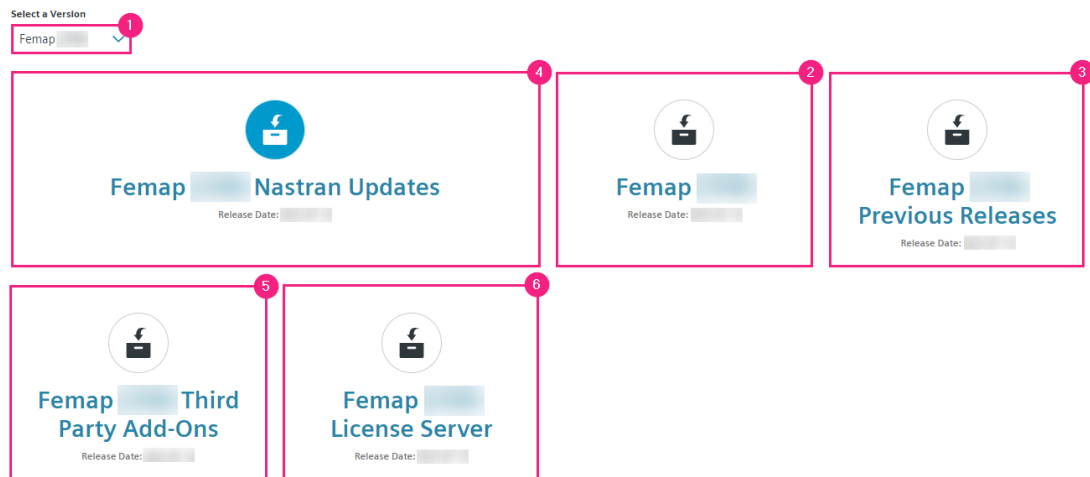 Select a Version
1
Femap
4
2
3
Femap Nastran Updates
Release Date:
Femap
Release Date:
Femap
Previous Releases
Release Date:
5
6
Femap Third
Party Add-Ons
Release Date:
Femap
License Server
Release Date: